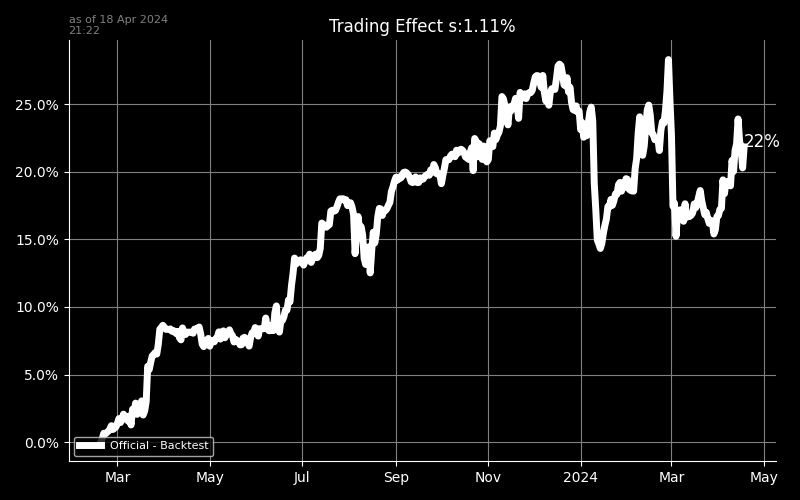 as of 18 Apr 2024
21:22
Trading Effect s:1.11%
25.0%
20.0%
15.0%
10.0%
5.0%
0.0%
22%
Official - Backtest
Mar
May
Jul
Sep
Nov
2024
Mar
May